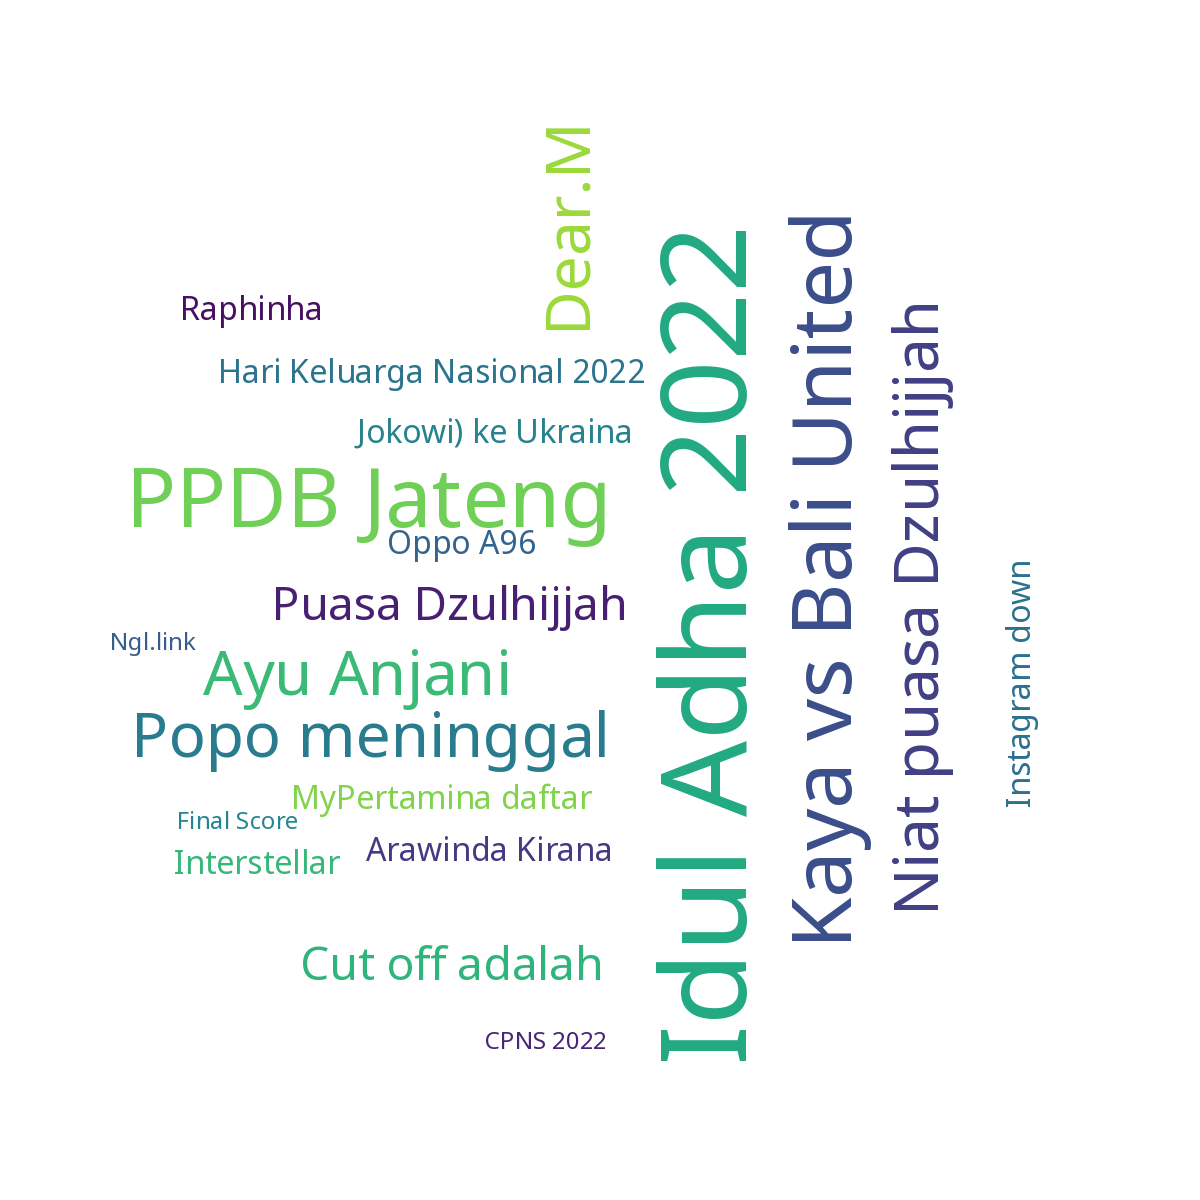 Dear.M
Raphinha
Hari Keluarga Nasional 2022
Jokowi) ke Ukraina
PPDB Jateng
Oppo A96
Puasa Dzulhijjah
Ngl.link
Ayu Anjani
Popo meninggal
MyPertamina daftar
Final Score
Arawinda Kirana
Interstellar
Cut off adalah
CPNS 2022
Idul Adha 2022
Kaya vs Bali United
Niat puasa Dzulhijjah
Instagram down